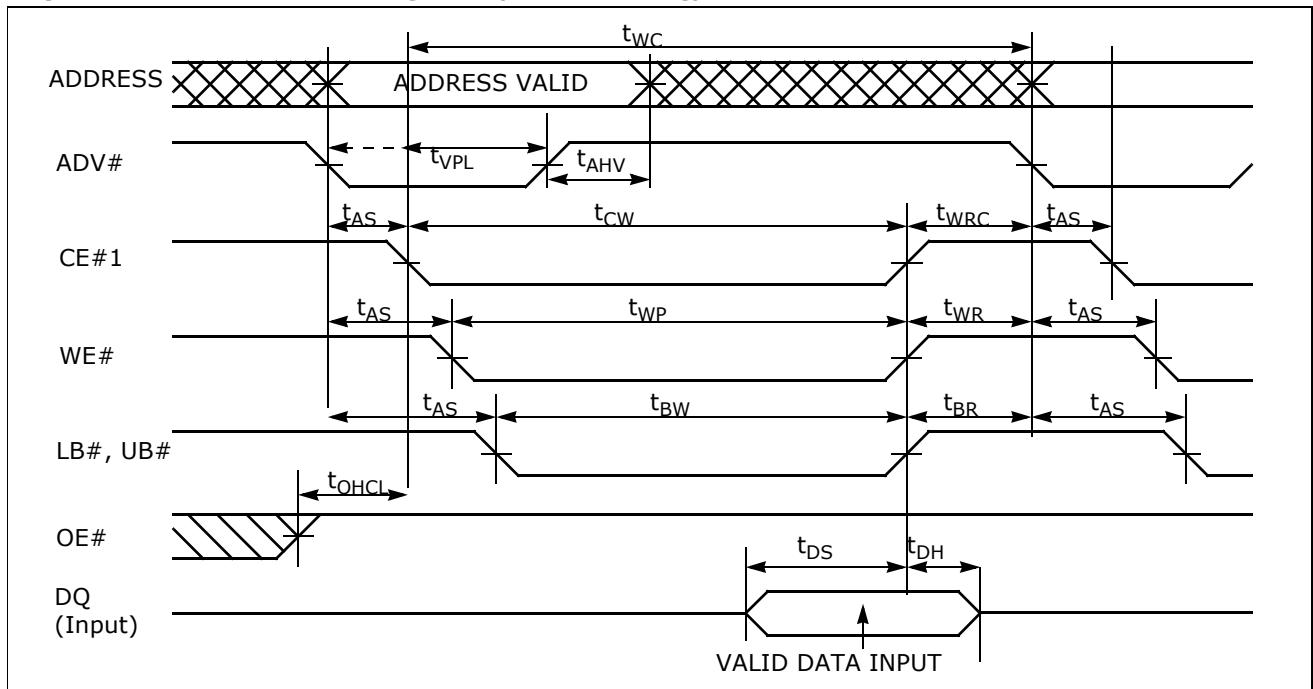 tWC
ADDRESS
ADDRESS VALID
ADV#
tVPL
tAHV
tAS
tCW
tWRC
tAS
CE#1
tAS
tWP
tWR
tAS
WE#
tAS
tBW
tBR
tAS
LB#, UB#
tOHCL
OE#
tDS
tDH
DQ
(Input)
VALID DATA INPUT